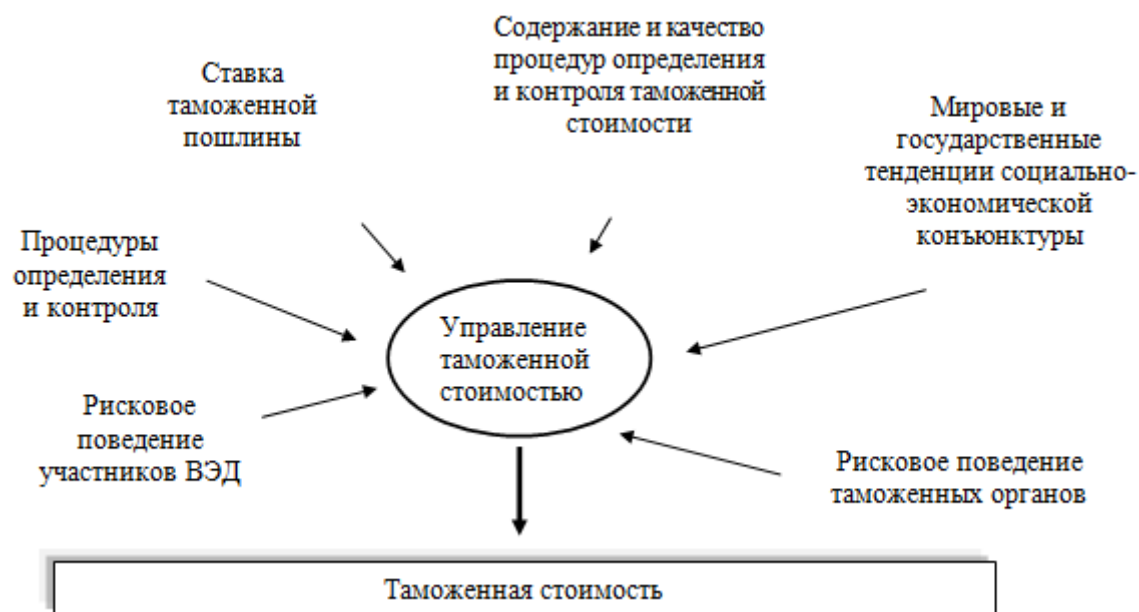 Ставка
таможенной
пошлины
Содержание и качество
процедур определения
и контроля таможенной
стоимости
Мировые и
государственные
тенденции социально-
экономической
конъюнктуры
Процедуры
определения
и контроля
Управление
таможенной
стоимостью
Рисковое
поведение
участников ВЭД
Рисковое поведение
таможенных органов
Таможенная стоимость